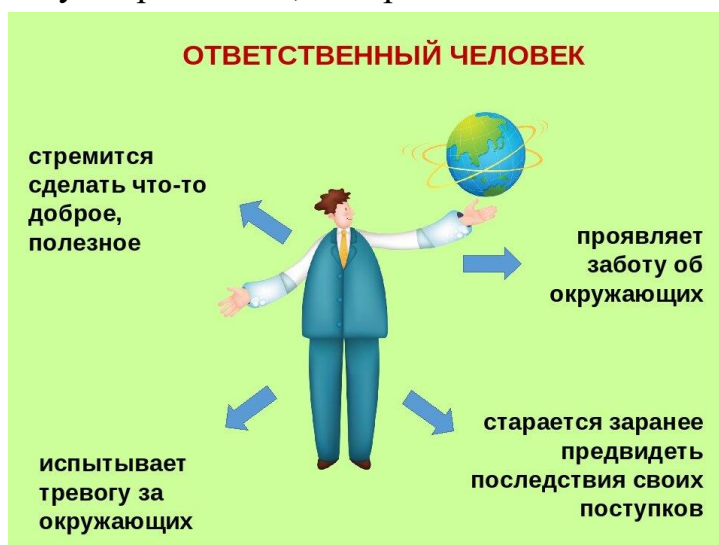 ОТВЕТСТВЕННЫЙ ЧЕЛОВЕК
стремится
сделать что-то
доброе,
полезное
проявляет
заботу об
окружающих
испытывает
тревогу за
окружающих
старается заранее
предвидеть
последствия своих
поступков